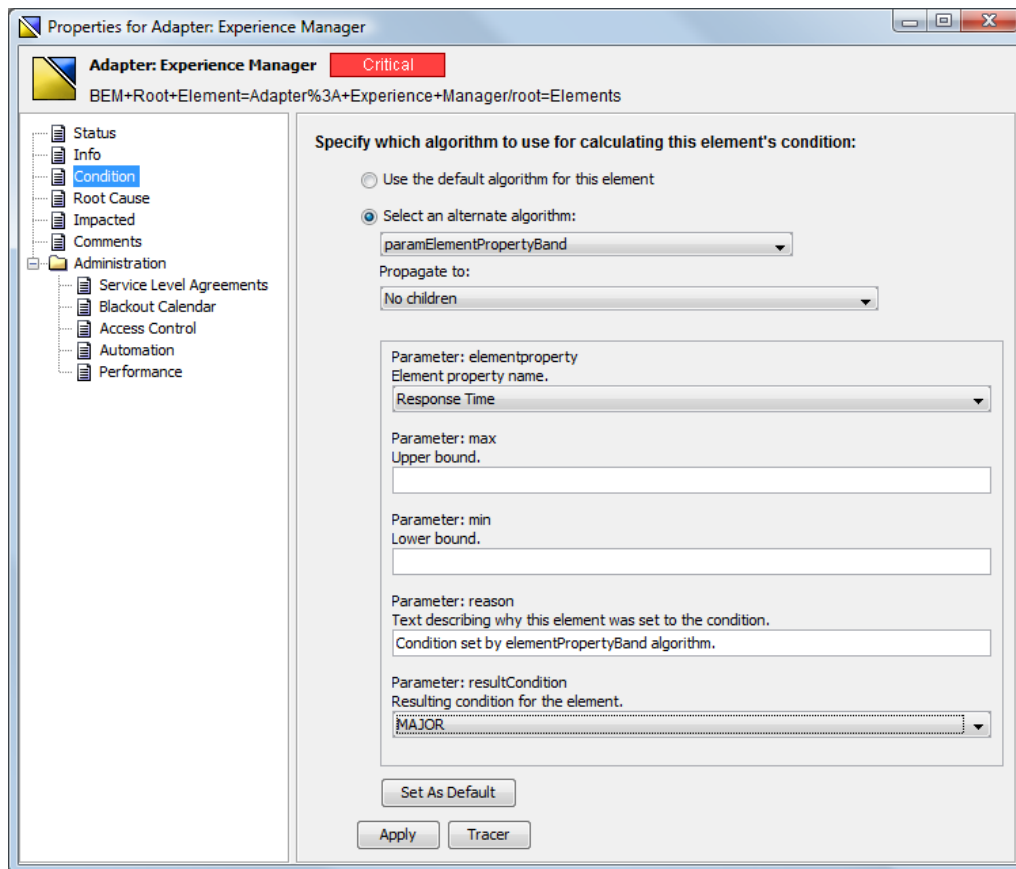 Properties for Adapter: Experience Manager
Adapter: Experience Manager Critical
BEM+Root+Element=Adapter%3A+Experience+Manager/root=Elements
Status
Info
Condition
Root Cause
Impacted
Comments
Administration
Service Level Agreements
Blackout Calendar
Access Control
Automation
Performance
Specify which algorithm to use for calculating this element's condition:
Use the default algorithm for this element
Select an alternate algorithm:
paramElementPropertyBand
Propagate to:
No children
Parameter: elementproperty
Element property name.
Response Time
Parameter: max
Upper bound.
Parameter: min
Lower bound.
Parameter: reason
Text describing why this element was set to the condition.
Condition set by elementPropertyBand algorithm.
Parameter: resultCondition
Resulting condition for the element.
MAJOR
Set As Default
Apply Tracer